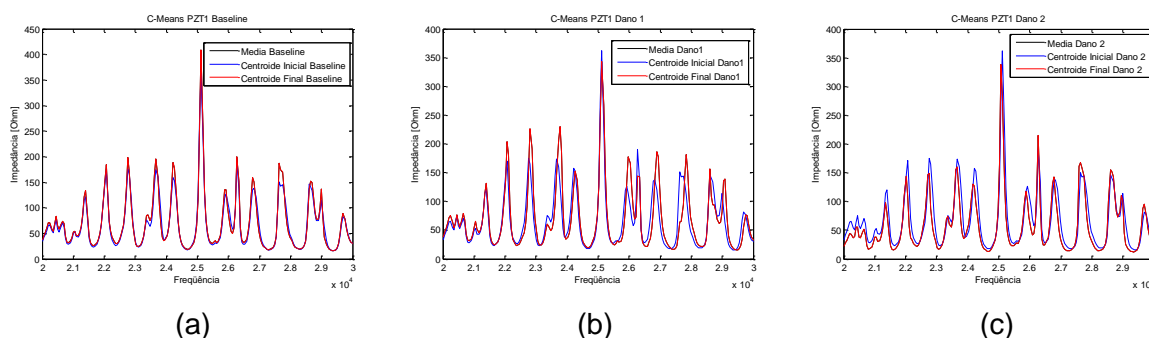 C-Means PZT1 Baseline
450
400
350
300
250
200
150
100
50
0
Impedância [Ohm]
Media Baseline
Centroide Inicial Baseline
Centroide Final Baseline
2 2.1 2.2 2.3 2.4 2.5 2.6 2.7 2.8 2.9 3
Freqüência
x 10^4
(a)
C-Means PZT1 Dano 1
400
350
300
250
200
150
100
50
0
Impedância [Ohm]
Media Dano1
Centroide Inicial Dano1
Centroide Final Dano1
2 2.1 2.2 2.3 2.4 2.5 2.6 2.7 2.8 2.9 3
Freqüência
x 10^4
(b)
C-Means PZT1 Dano 2
400
350
300
250
200
150
100
50
0
Impedância [Ohm]
Media Dano 2
Centroide Inicial Dano 2
Centroide Final Dano 2
2 2.1 2.2 2.3 2.4 2.5 2.6 2.7 2.8 2.9
Freqüência
x 10
(c)